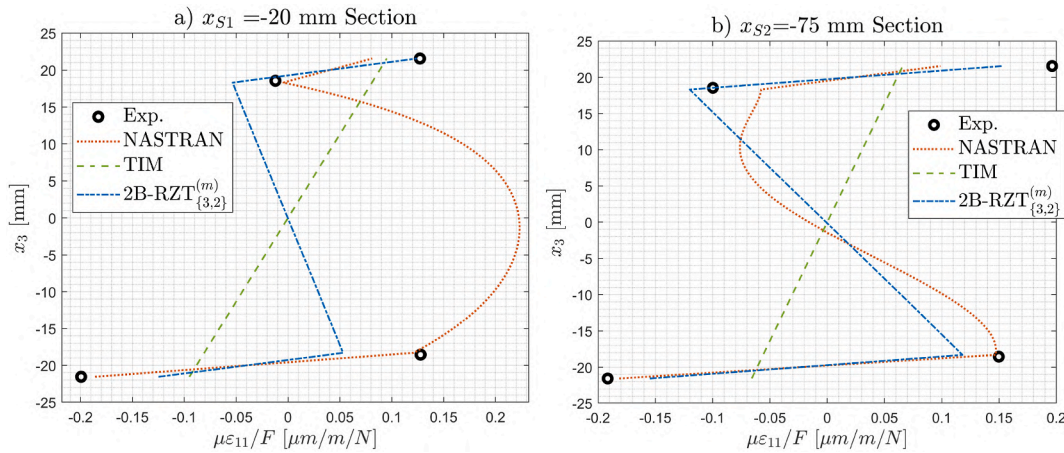 a) x_{S1} =-20 mm Section
25
20
15
10
5
0
-5
-10
-15
-20
-25
x_3 [mm]
Exp.
NASTRAN
TIM
2B-RZT^{(m)}_{{3,2}}
-0.2 -0.15 -0.1 -0.05 0 0.05 0.1 0.15 0.2
με_{11}/F [μm/m/N]
b) x_{S2}=-75 mm Section
25
20
15
10
5
0
-5
-10
-15
-20
-25
x_3 [mm]
Exp.
NASTRAN
TIM
2B-RZT^{(m)}_{{3,2}}
-0.2 -0.15 -0.1 -0.05 0 0.05 0.1 0.15 0.2
με_{11}/F [μm/m/N]